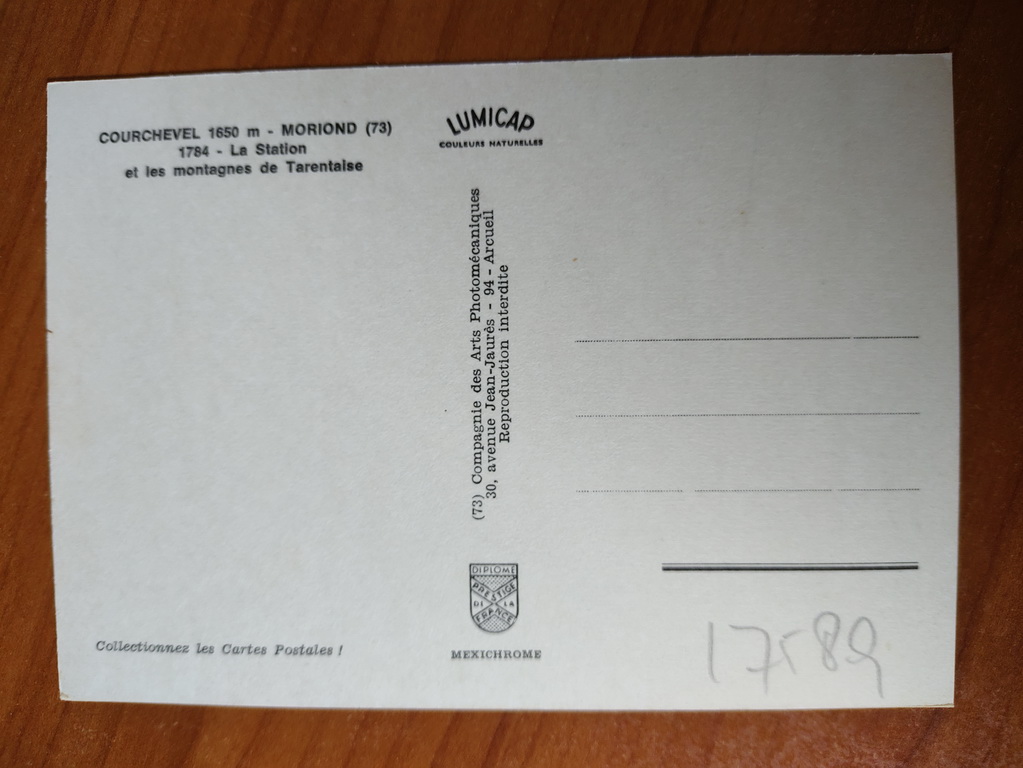 COURCHEVEL 1650 m - MORIOND (73)
1784 - La Station
et les montagnes de Tarentaise
LUMICAP
COULEURS NATURELLES
(73) Compagnie des Arts Photomécaniques
30, avenue Jean-Jaurès - 94 - Arcueil
Reproduction interdite
DIPLOME
PRESTIGE
DE LA
FRANCE
MEXICHROME
Collectionnez les Cartes Postales !
17589